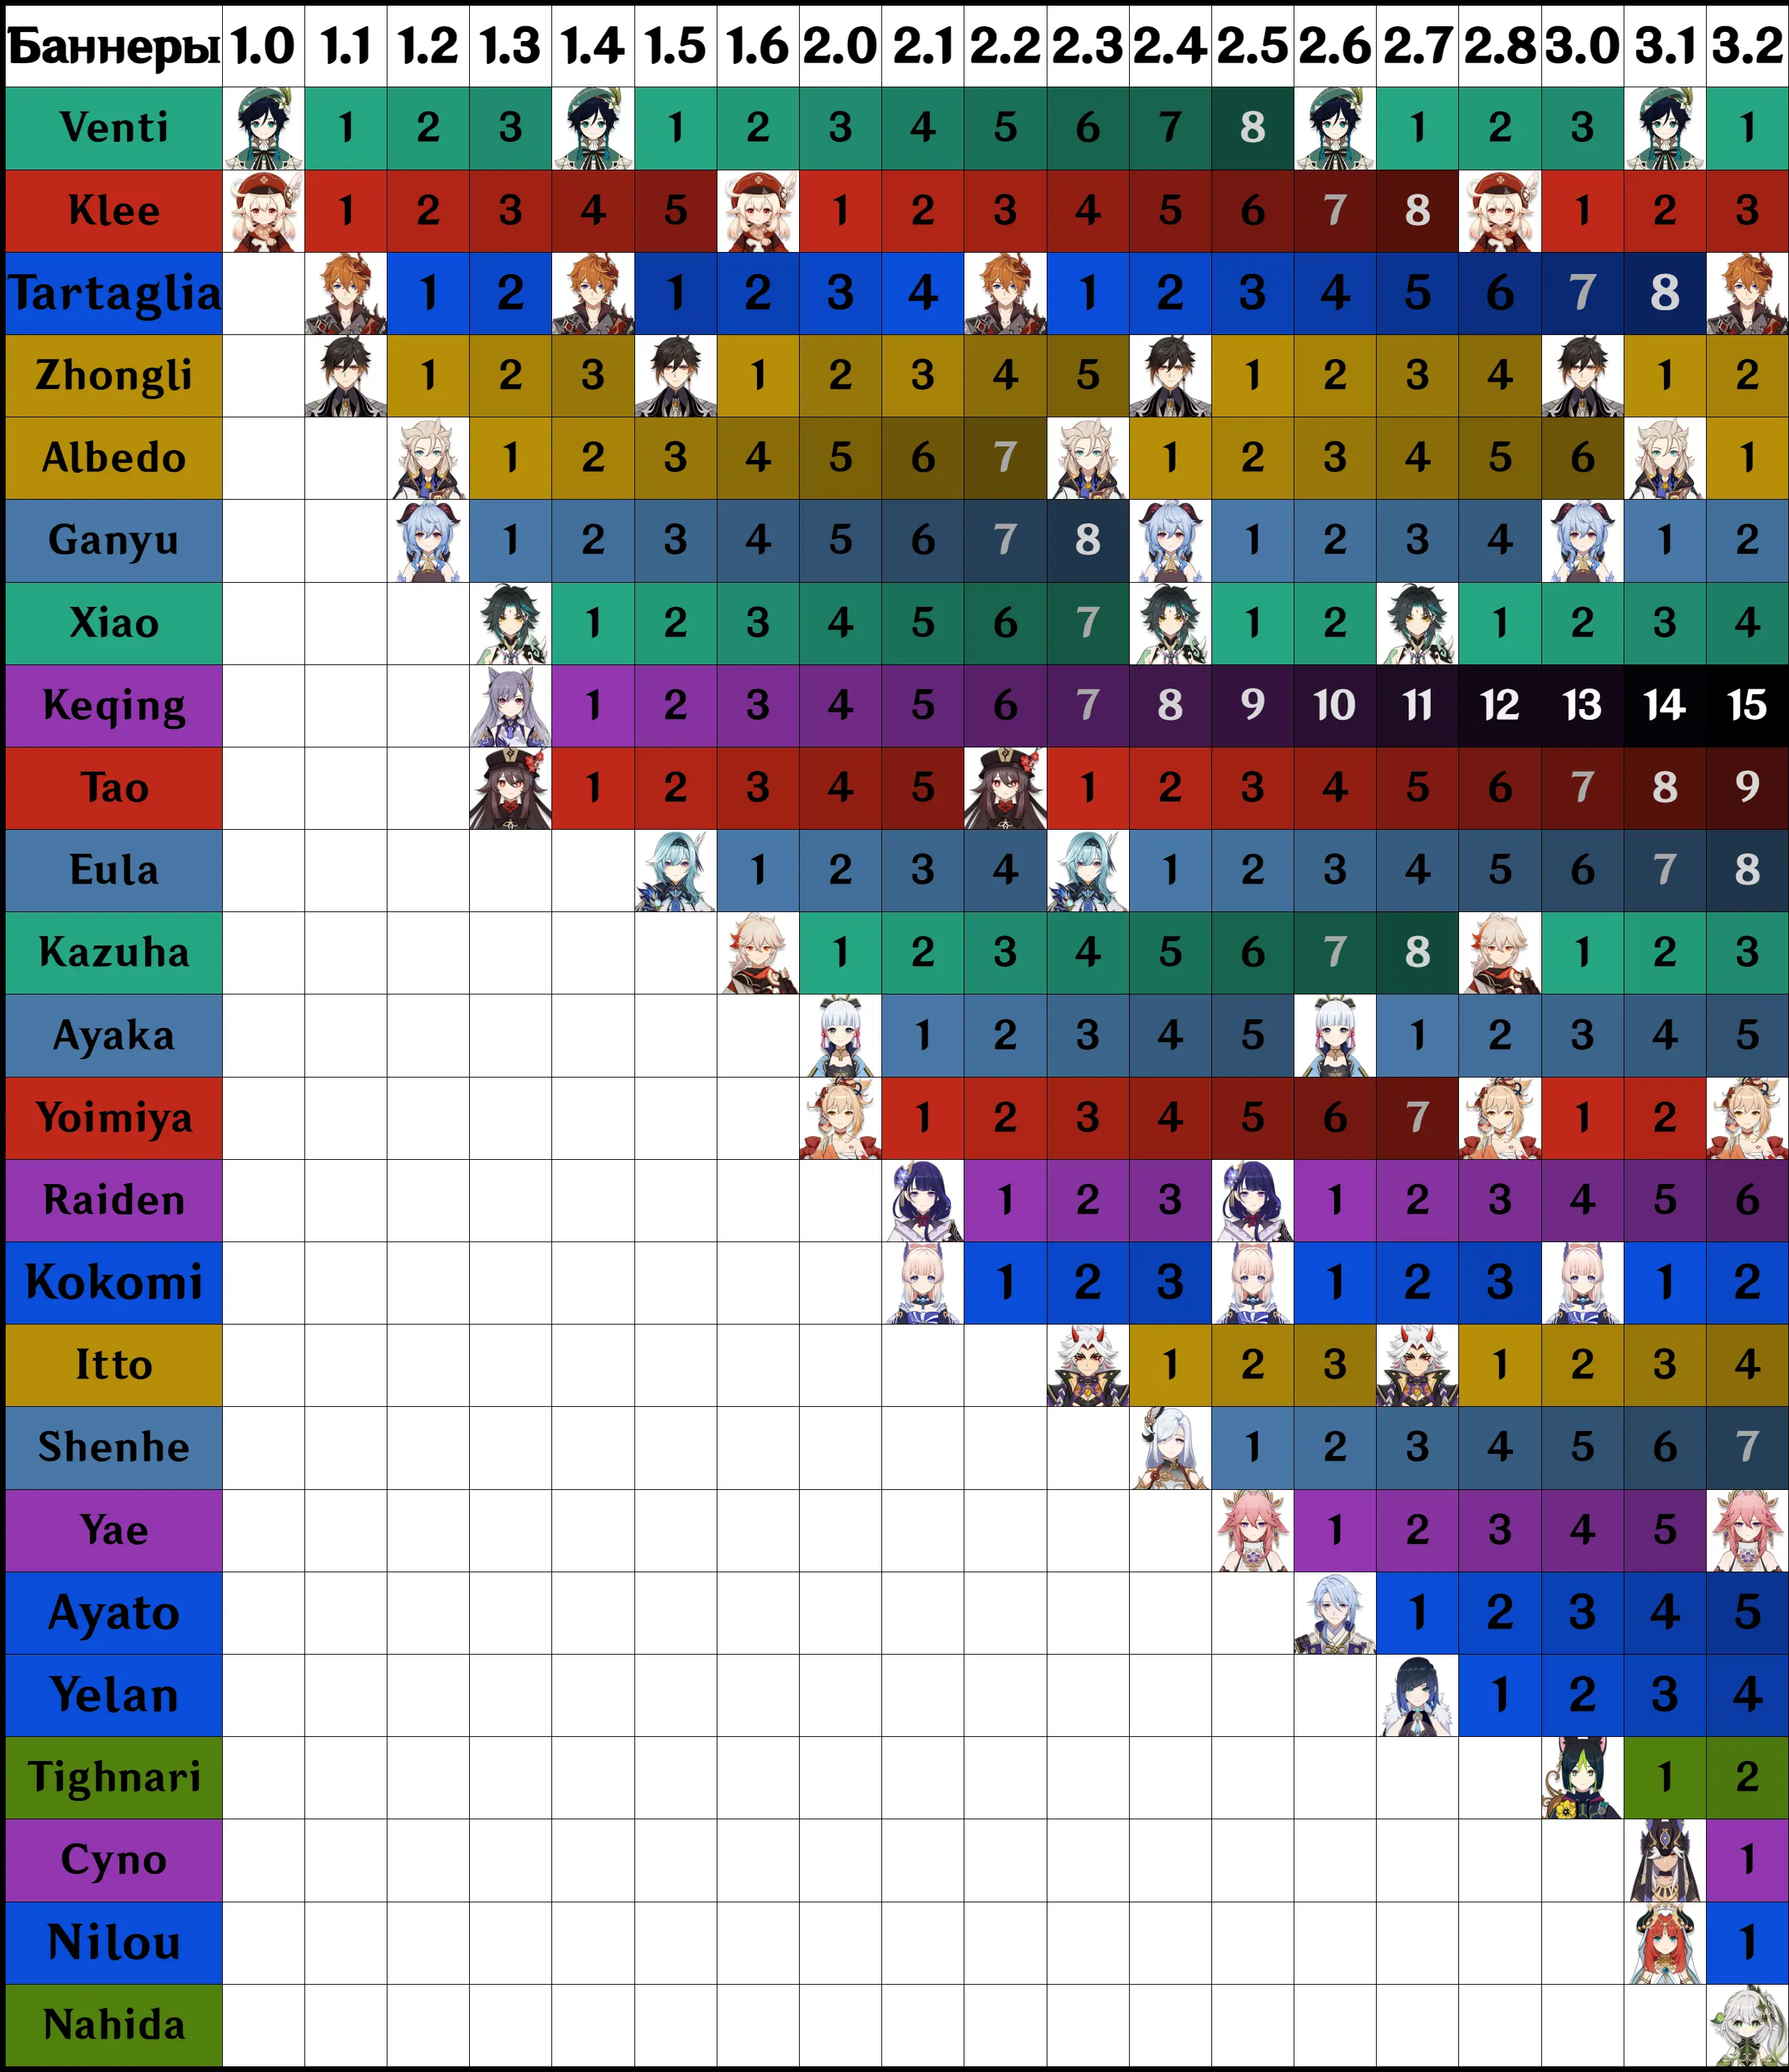 Баннеры 1.0 1.1 1.2 1.3 1.4 1.5 1.6 2.0 2.1 2.2 2.3 2.4 2.5 2.6 2.7 2.8 3.0 3.1 3.2
Venti 1 2 3 1 2 3 4 5 6 7 8 1 2 3 1
Klee 1 2 3 4 5 1 2 3 4 5 6 7 8 1 2 3
Tartaglia 1 2 1 2 3 4 1 2 3 4 5 6 7 8
Zhongli 1 2 3 1 2 3 4 5 1 2 3 4 1 2
Albedo 1 2 3 4 5 6 7 1 2 3 4 5 6 1
Ganyu 1 2 3 4 5 6 7 8 1 2 3 4 1 2
Xiao 1 2 3 4 5 6 7 1 2 1 2 3 4
Keqing 1 2 3 4 5 6 7 8 9 10 11 12 13 14 15
Tao 1 2 3 4 5 1 2 3 4 5 6 7 8 9
Eula 1 2 3 4 1 2 3 4 5 6 7 8
Kazuha 1 2 3 4 5 6 7 8 1 2 3
Ayaka 1 2 3 4 5 1 2 3 4 5
Yoimiya 1 2 3 4 5 6 7 1 2
Raiden 1 2 3 1 2 3 4 5 6
Kokomi 1 2 3 1 2 3 1 2
Itto 1 2 3 1 2 3 4
Shenhe 1 2 3 4 5 6 7
Yae 1 2 3 4 5
Ayato 1 2 3 4 5
Yelan 1 2 3 4
Tighnari 1 2
Cyno 1
Nilou 1
Nahida